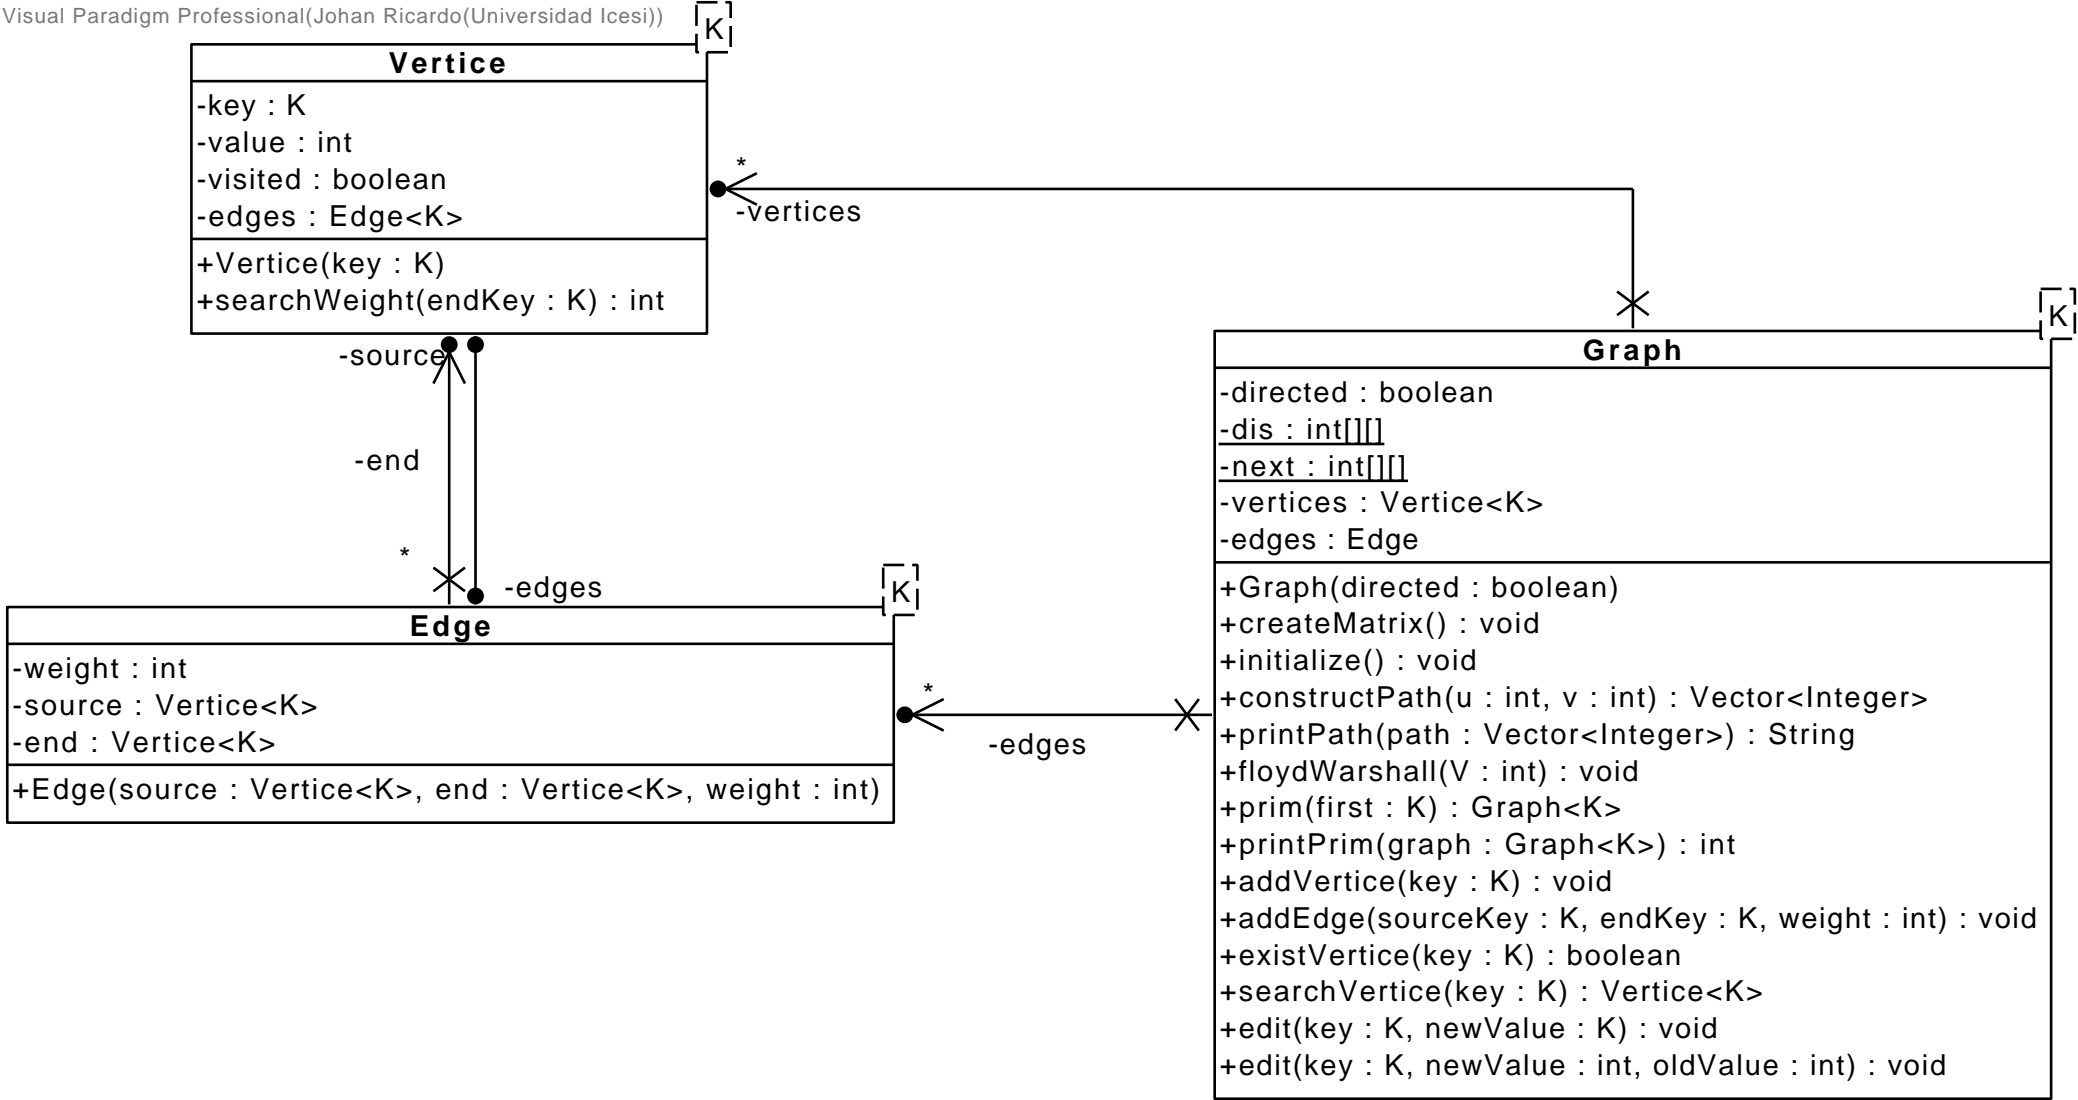 Visual Paradigm Professional(Johan Ricardo(Universidad Icesi))
K
Vertice
-key : K
-value : int
-visited : boolean
-edges : Edge<K>
+Vertice(key : K)
+searchWeight(endKey : K) : int
*
-vertices
-source
-end
*
-edges
K
Edge
-weight : int
-source : Vertice<K>
-end : Vertice<K>
+Edge(source : Vertice<K>, end : Vertice<K>, weight : int)
*
-edges
K
Graph
-directed : boolean
-dis : int[][]
-next : int[][]
-vertices : Vertice<K>
-edges : Edge
+Graph(directed : boolean)
+createMatrix() : void
+initialize() : void
+constructPath(u : int, v : int) : Vector<Integer>
+printPath(path : Vector<Integer>) : String
+floydWarshall(V : int) : void
+prim(first : K) : Graph<K>
+printPrim(graph : Graph<K>) : int
+addVertice(key : K) : void
+addEdge(sourceKey : K, endKey : K, weight : int) : void
+existVertice(key : K) : boolean
+searchVertice(key : K) : Vertice<K>
+edit(key : K, newValue : K) : void
+edit(key : K, newValue : int, oldValue : int) : void